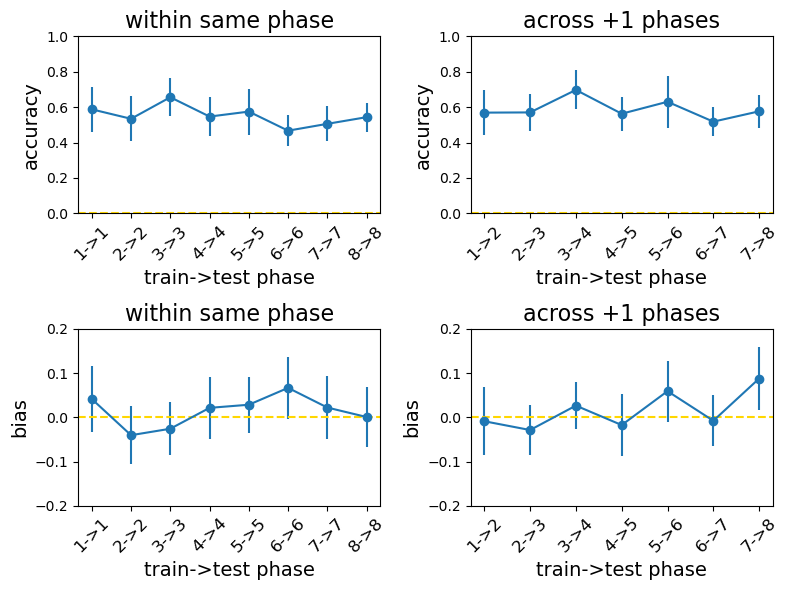 within same phase
accuracy
1.0
0.8
0.6
0.4
0.2
0.0
1->1 2->2 3->3 4->4 5->5 6->6 7->7 8->8
train->test phase
across +1 phases
accuracy
1.0
0.8
0.6
0.4
0.2
0.0
1->2 2->3 3->4 4->5 5->6 6->7 7->8
train->test phase
within same phase
bias
0.2
0.1
0.0
−0.1
−0.2
1->1 2->2 3->3 4->4 5->5 6->6 7->7 8->8
train->test phase
across +1 phases
bias
0.2
0.1
0.0
−0.1
−0.2
1->2 2->3 3->4 4->5 5->6 6->7 7->8
train->test phase